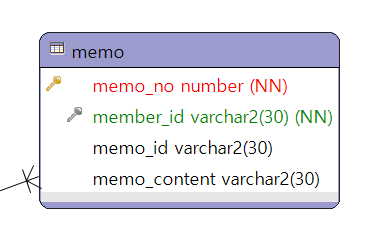 memo
memo_no number (NN)
member_id varchar2(30) (NN)
memo_id varchar2(30)
memo_content varchar2(30)